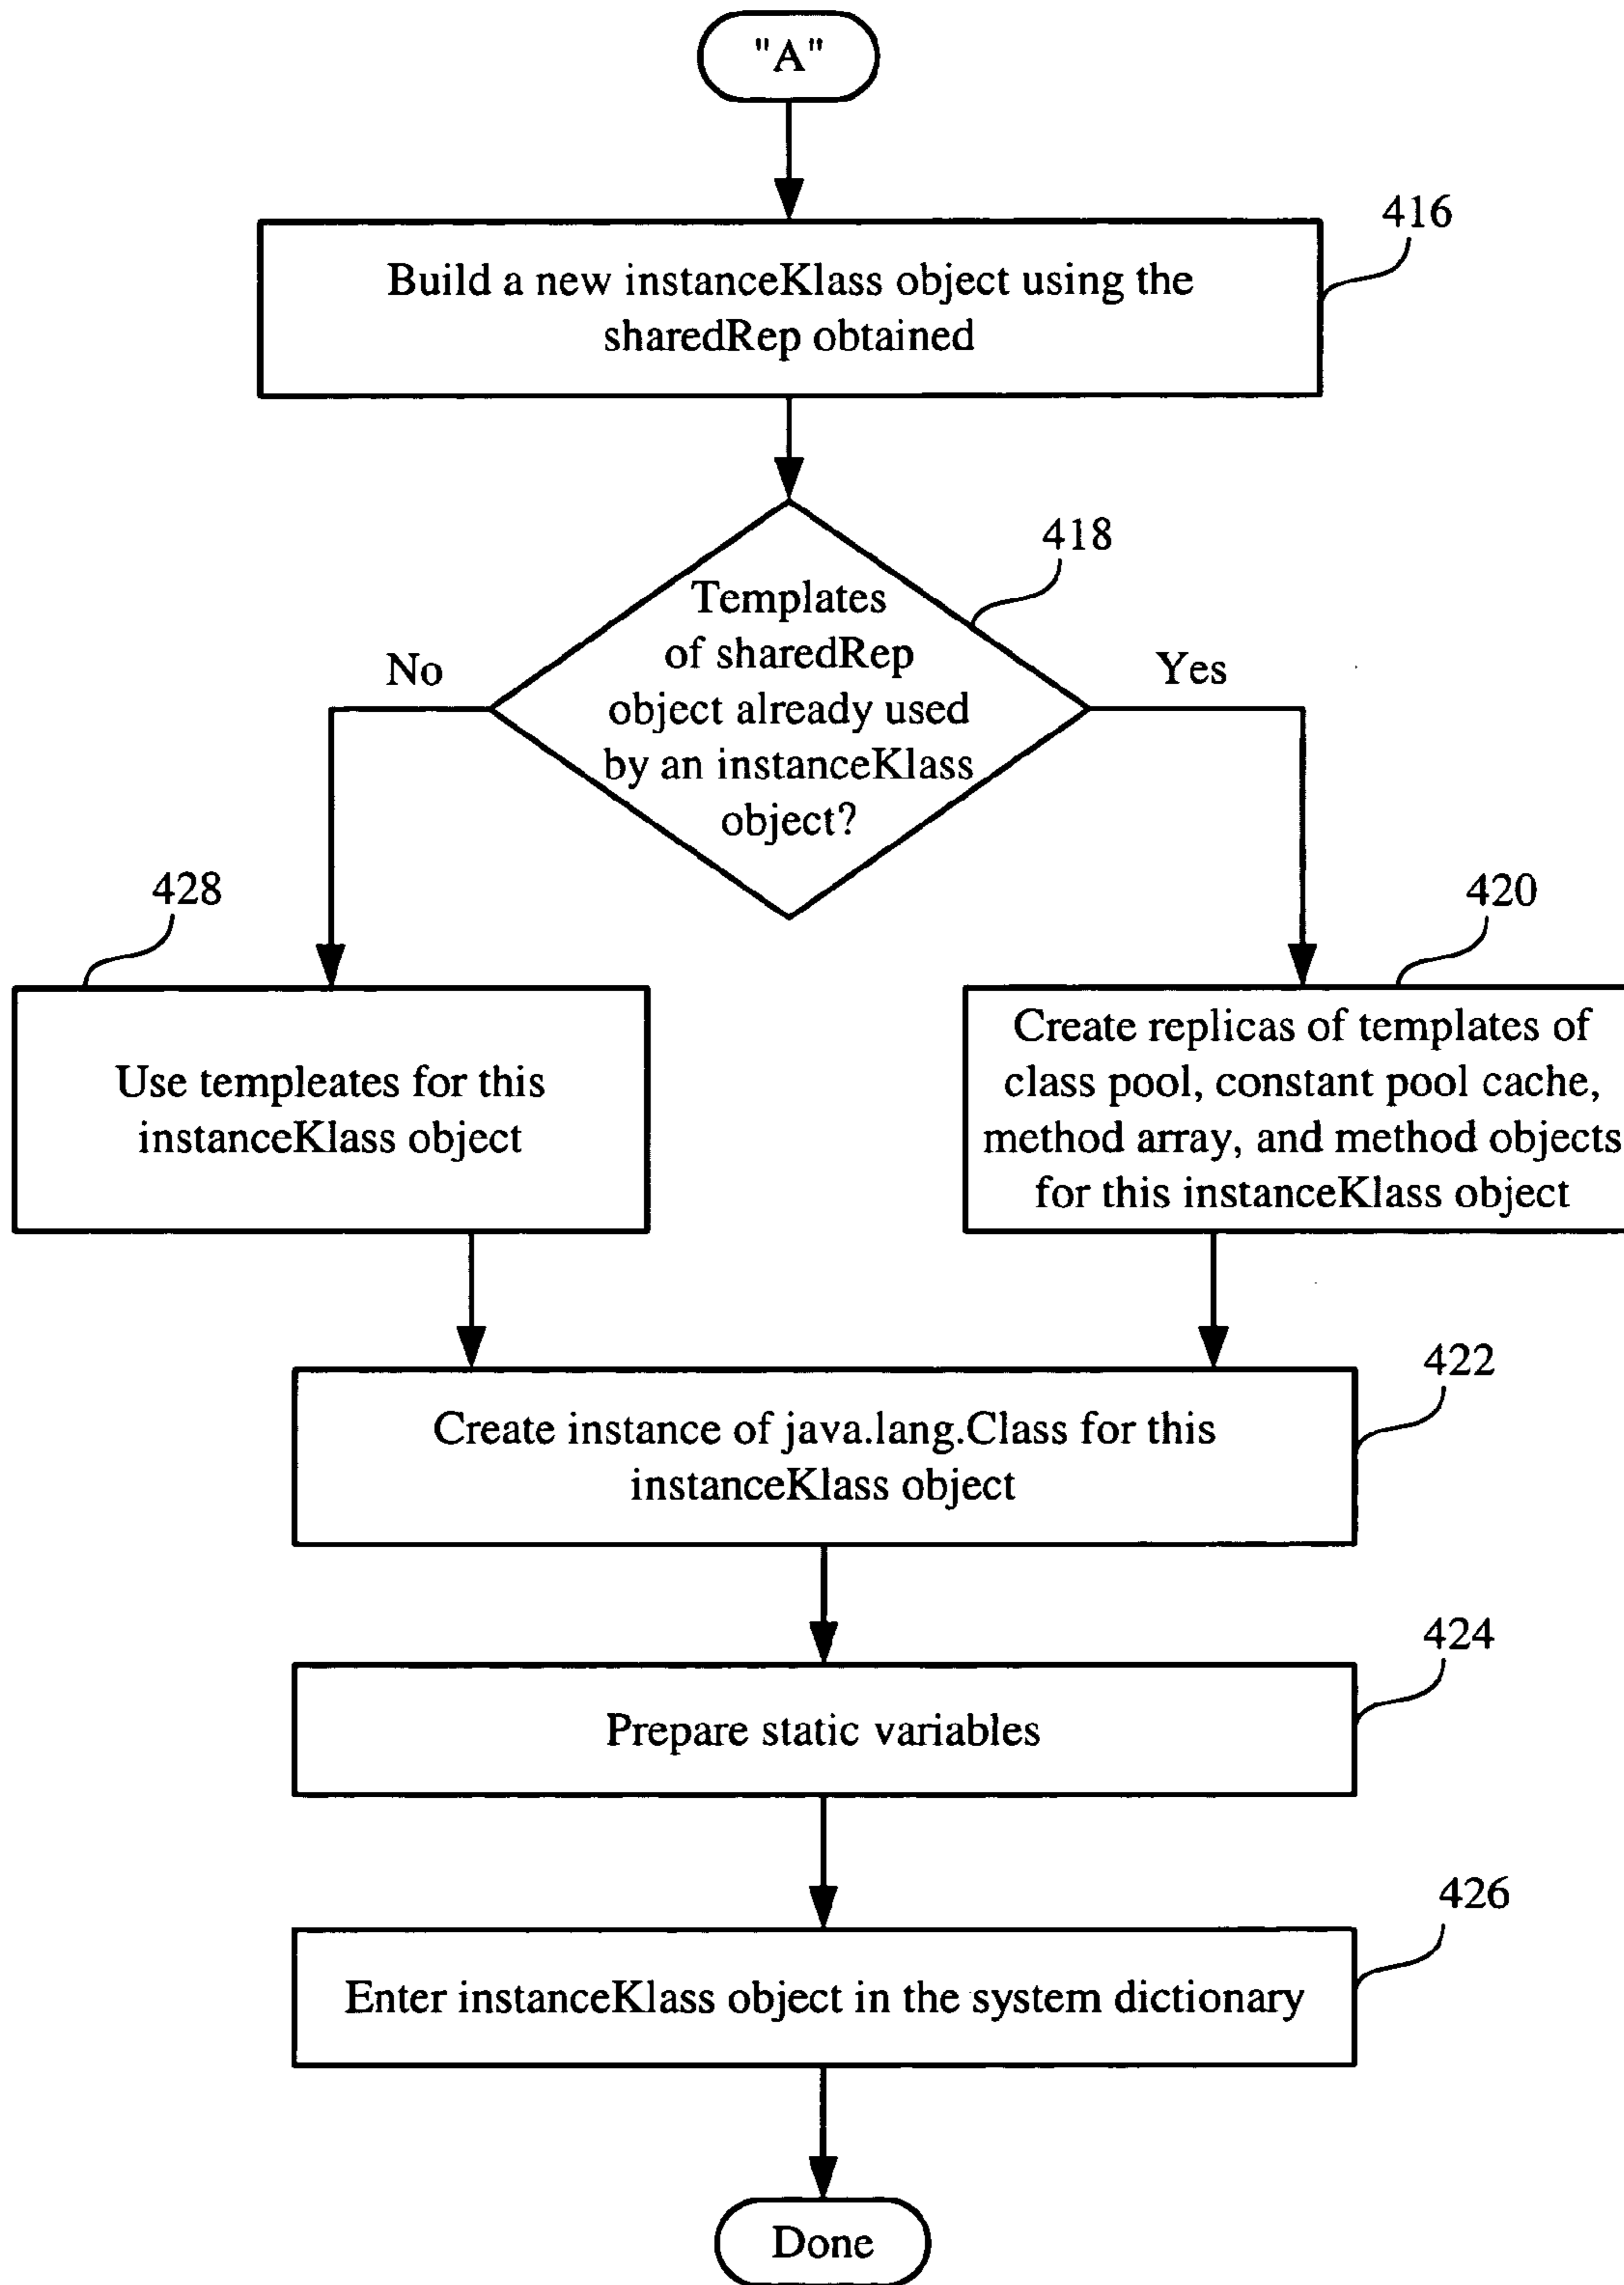 "A"
416
Build a new instanceKlass object using the
sharedRep obtained
418
Templates
of sharedRep
object already used
by an instanceKlass
object?
No
Yes
428
Use templeates for this
instanceKlass object
420
Create replicas of templates of
class pool, constant pool cache,
method array, and method objects
for this instanceKlass object
422
Create instance of java.lang.Class for this
instanceKlass object
424
Prepare static variables
426
Enter instanceKlass object in the system dictionary
Done